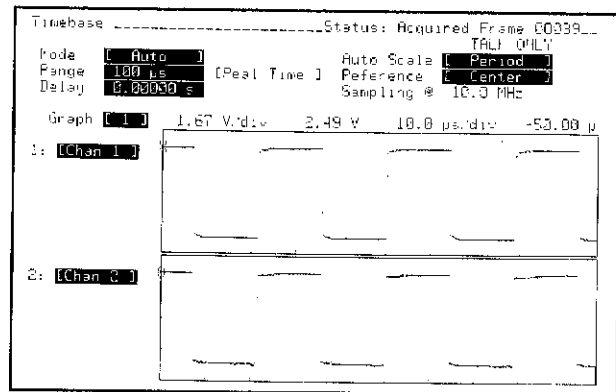 Timebase Status: Acquired Frame 00039
TALK ONLY
Mode [ Auto ] Auto Scale [ Period ]
Range 100 µs [Real Time ] Reference [ Center ]
Delay 0.00000 s Sampling @ 10.0 MHz
Graph [ 1 ] 1.67 V/div 2.49 V 10.0 µs/div -50.00 µ
1: [Chan 1 ]
2: [Chan 2 ]